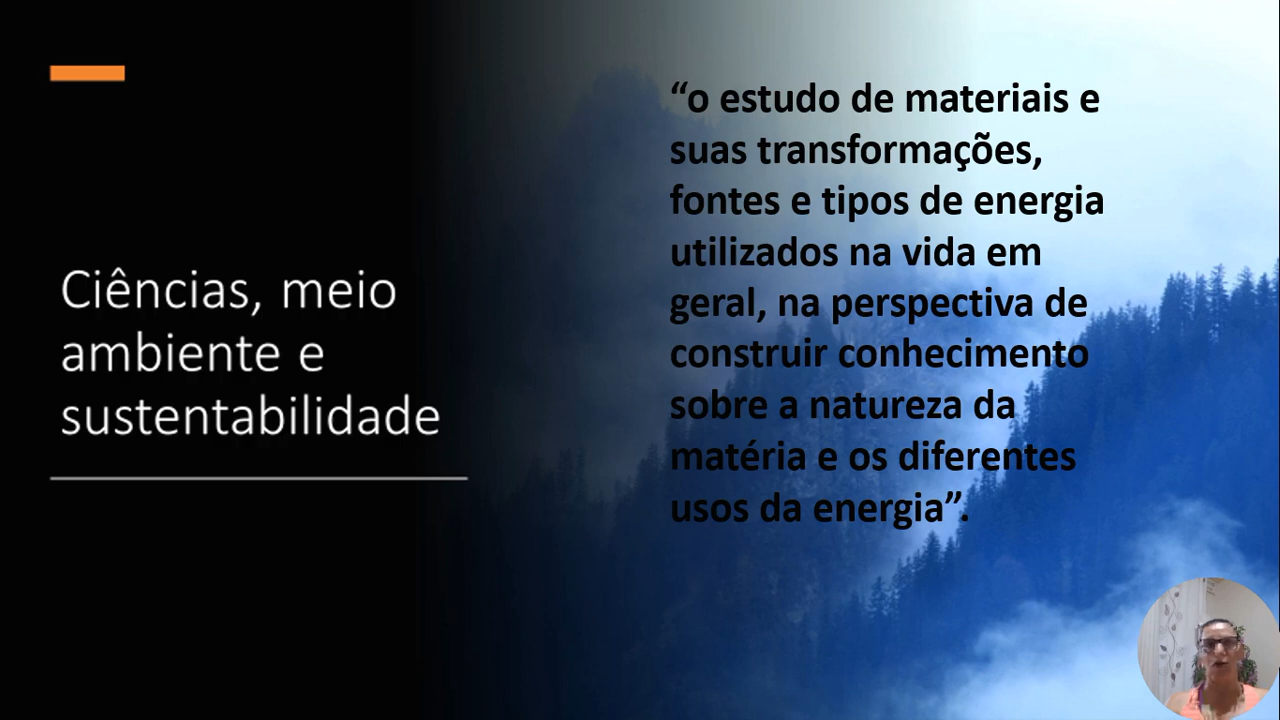 Ciências, meio
ambiente e
sustentabilidade
“o estudo de materiais e
suas transformações,
fontes e tipos de energia
utilizados na vida em
geral, na perspectiva de
construir conhecimento
sobre a natureza da
matéria e os diferentes
usos da energia”.